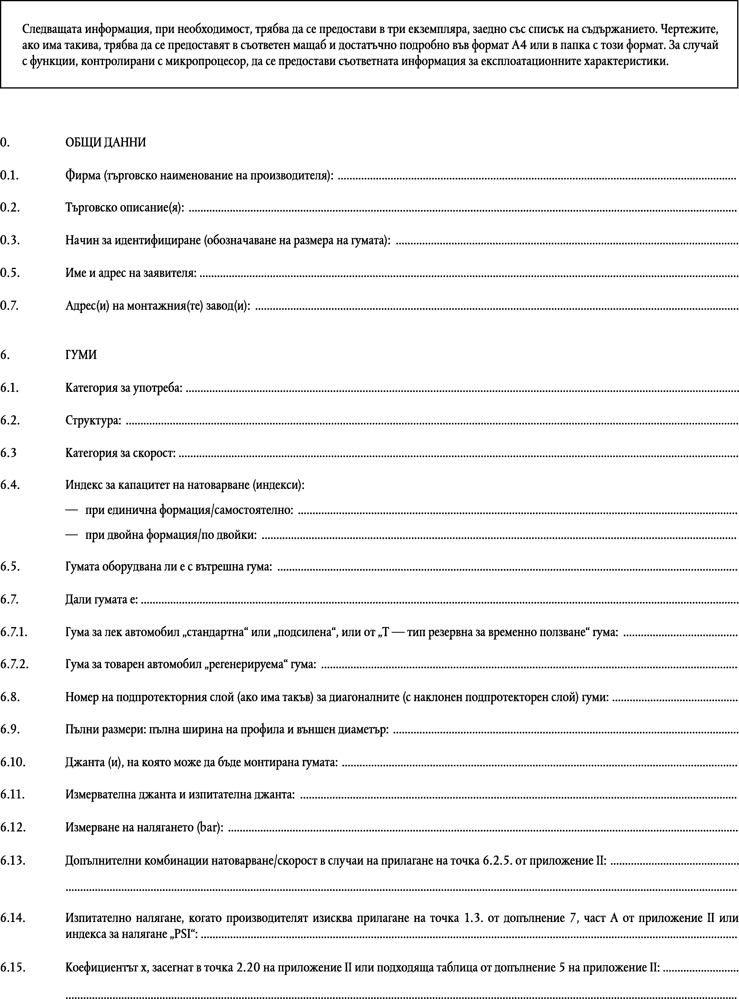 Следващата информация, при необходимост, трябва да се предостави в три екземпляра, заедно със списък на съдържанието. Чертежите,
ако има такива, трябва да се предоставят в съответен мащаб и достатъчно подробно във формат А4 или в папка с този формат. За случай
с функции, контролирани с микропроцесор, да се предостави съответната информация за експлоатационните характеристики.
0. ОБЩИ ДАННИ
0.1. Фирма (търговско наименование на производителя): ........................................
0.2. Търговско описание(я): ........................................
0.3. Начин за идентифициране (обозначаване на размера на гумата): ........................................
0.5. Име и адрес на заявителя: ........................................
0.7. Адрес(и) на монтажния(те) завод(и): ........................................
6. ГУМИ
6.1. Категория за употреба: ........................................
6.2. Структура: ........................................
6.3 Категория за скорост: ........................................
6.4. Индекс за капацитет на натоварване (индекси):
— при единична формация/самостоятелно: ........................................
— при двойна формация/по двойки: ........................................
6.5. Гумата оборудвана ли е с вътрешна гума: ........................................
6.7. Дали гумата е: ........................................
6.7.1. Гума за лек автомобил „стандартна“ или „подсилена“, или от „Т — тип резервна за временно ползване“ гума: ........................................
6.7.2. Гума за товарен автомобил „регенерируема“ гума: ........................................
6.8. Номер на подпротекторния слой (ако има такъв) за диагоналните (с наклонен подпротекторен слой) гуми: ........................................
6.9. Пълни размери: пълна ширина на профила и външен диаметър: ........................................
6.10. Джанта (и), на която може да бъде монтирана гумата: ........................................
6.11. Измервателна джанта и изпитателна джанта: ........................................
6.12. Измерване на налягането (bar): ........................................
6.13. Допълнителни комбинации натоварване/скорост в случаи на прилагане на точка 6.2.5. от приложение II: ........................................
........................................
6.14. Изпитателно налягане, когато производителят изисква прилагане на точка 1.3. от допълнение 7, част А от приложение II или
индекса за налягане „PSI“: ........................................
6.15. Коефициентът x, засегнат в точка 2.20 на приложение II или подходяща таблица от допълнение 5 на приложение II: ........................................
........................................